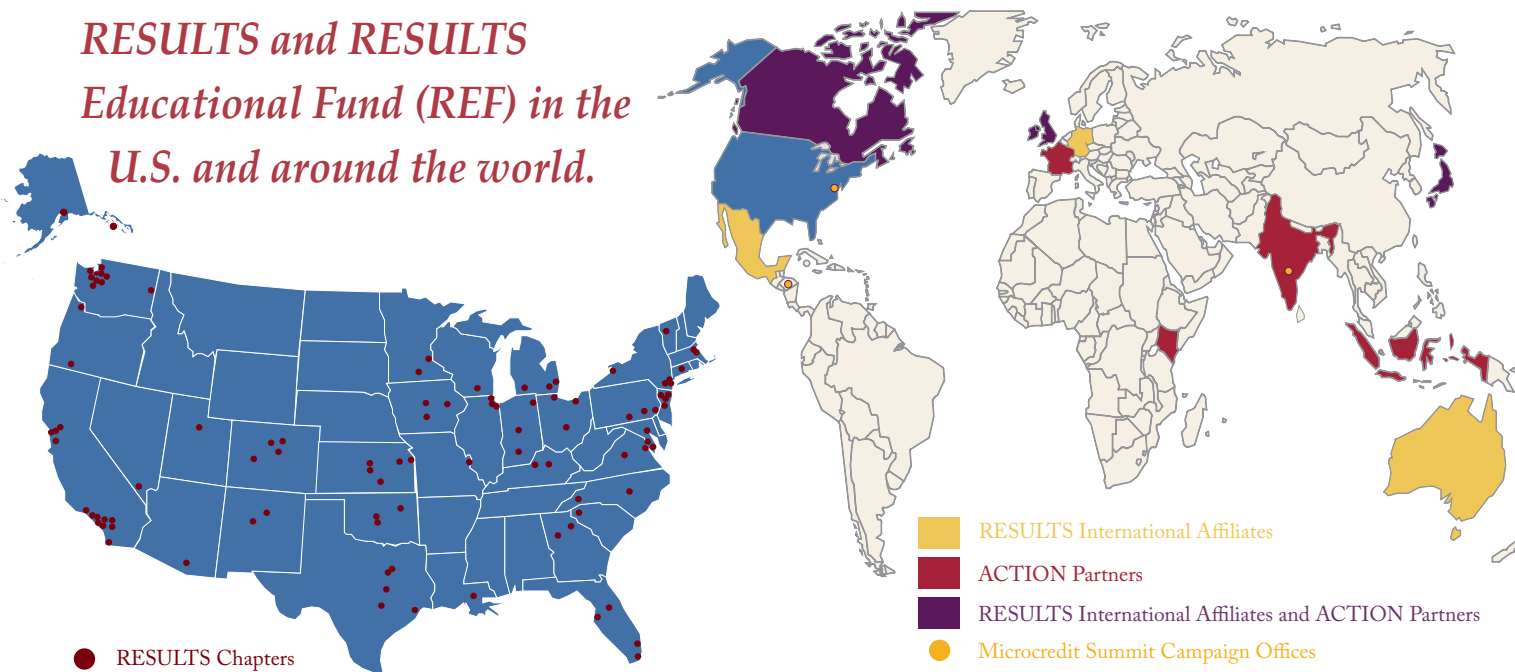 RESULTS and RESULTS
Educational Fund (REF) in the
U.S. and around the world.
RESULTS Chapters
RESULTS International Affiliates
ACTION Partners
RESULTS International Affiliates and ACTION Partners
Microcredit Summit Campaign Offices